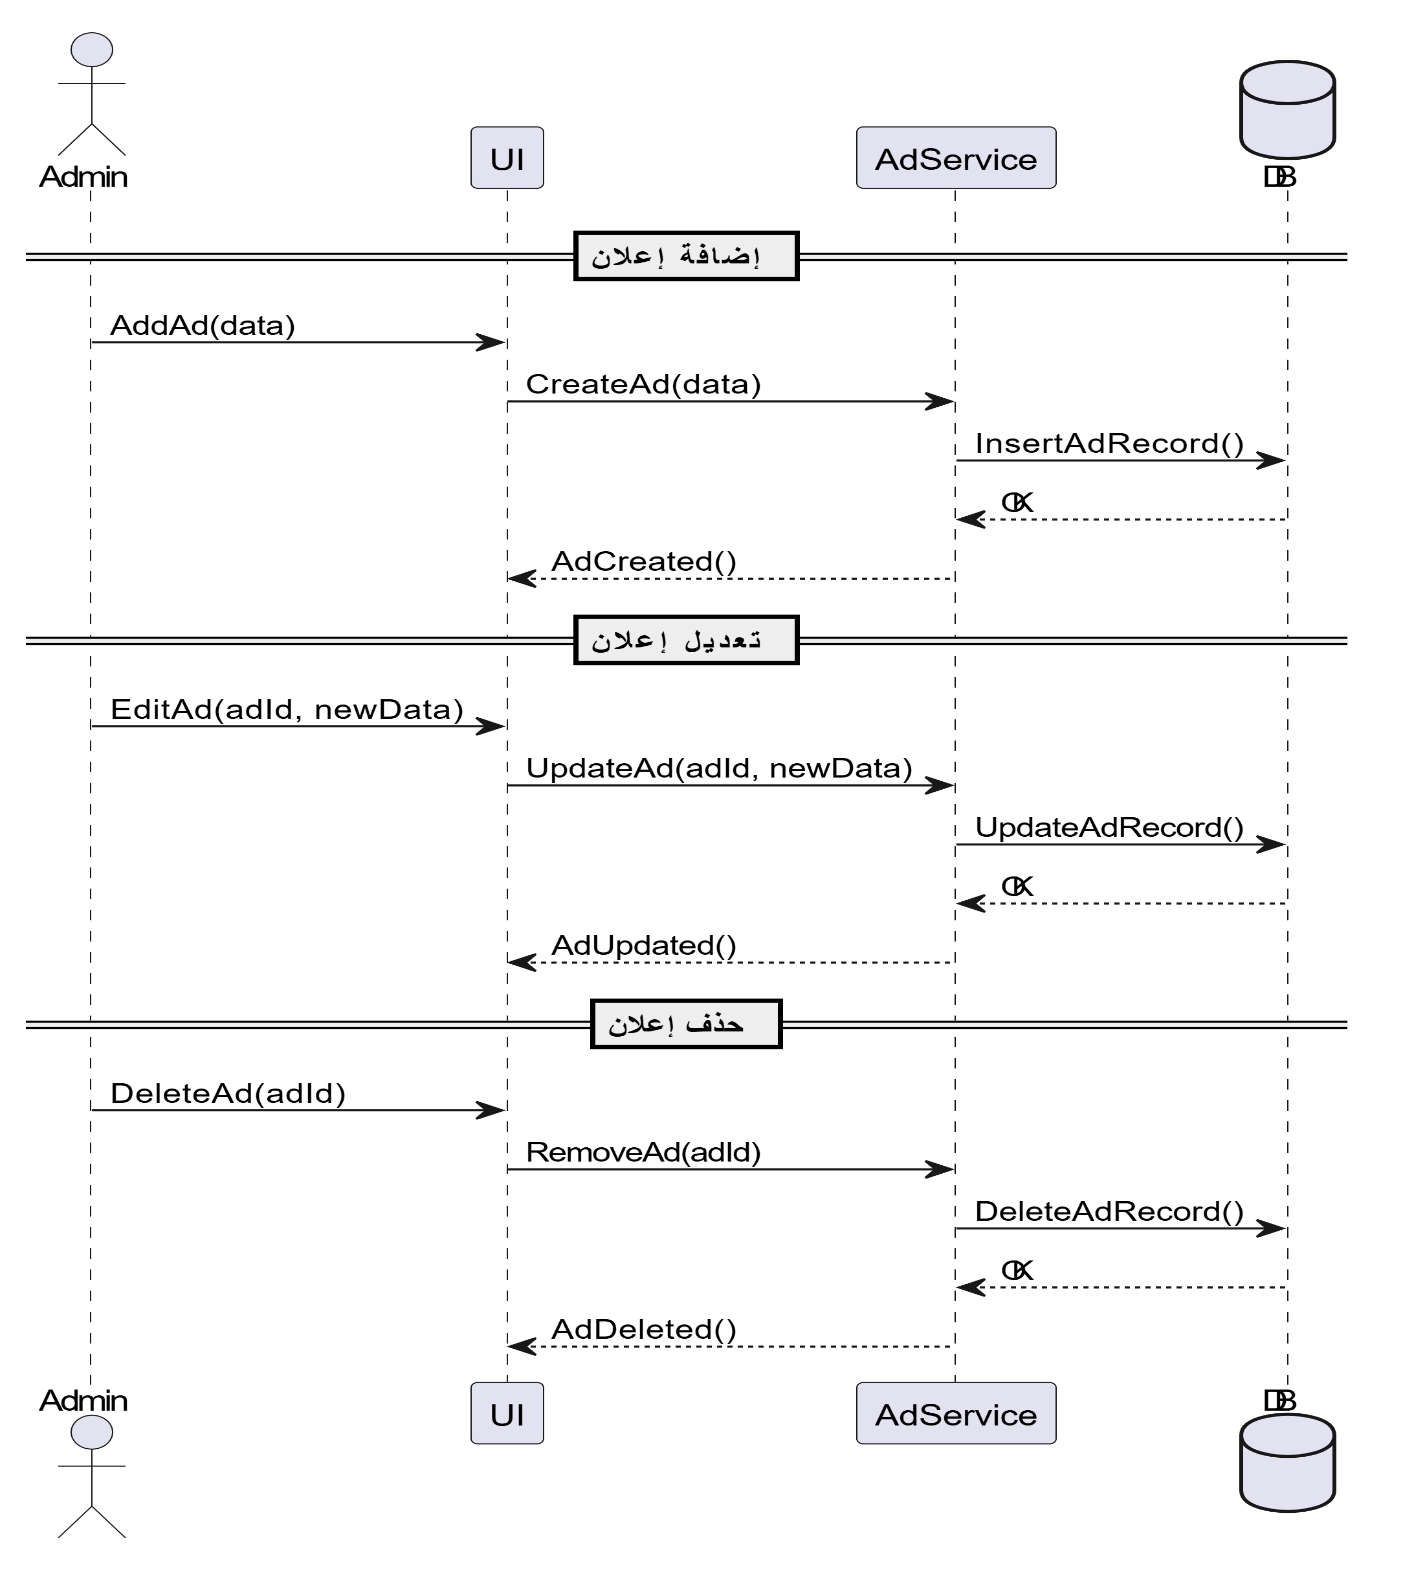 Admin
UI
AdService
DB
إضافة إعلان
AddAd(data)
CreateAd(data)
InsertAdRecord()
OK
AdCreated()
تعديل إعلان
EditAd(adId, newData)
UpdateAd(adId, newData)
UpdateAdRecord()
OK
AdUpdated()
حذف إعلان
DeleteAd(adId)
RemoveAd(adId)
DeleteAdRecord()
OK
AdDeleted()
Admin
UI
AdService
DB